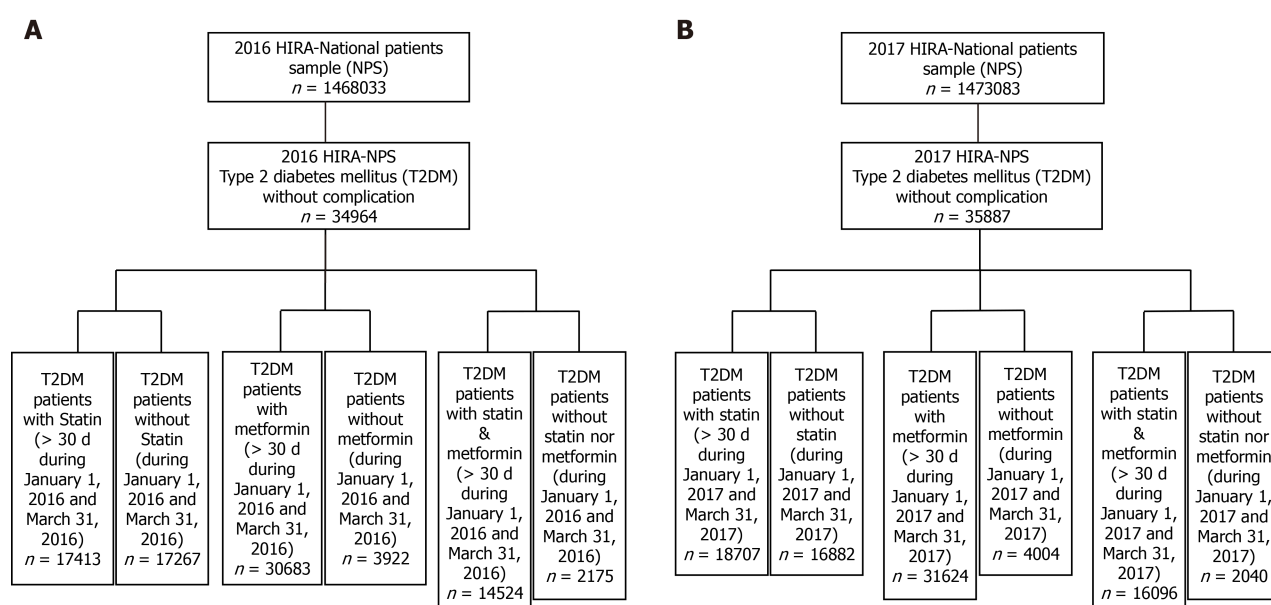 A
2016 HIRA-National patients
sample (NPS)
n = 1468033
2016 HIRA-NPS
Type 2 diabetes mellitus (T2DM)
without complication
n = 34964
T2DM
patients
with Statin
(> 30 d
during
January 1,
2016 and
March 31,
2016)
n = 17413
T2DM
patients
without
Statin
(during
January 1,
2016 and
March 31,
2016)
n = 17267
T2DM
patients
with
metformin
(> 30 d
during
January 1,
2016 and
March 31,
2016)
n = 30683
T2DM
patients
without
metformin
(during
January 1,
2016 and
March 31,
2016)
n = 3922
T2DM
patients
with statin
&
metformin
(> 30 d
during
January 1,
2016 and
March 31,
2016)
n = 14524
T2DM
patients
without
statin nor
metformin
(during
January 1,
2016 and
March 31,
2016)
n = 2175
B
2017 HIRA-National patients
sample (NPS)
n = 1473083
2017 HIRA-NPS
Type 2 diabetes mellitus (T2DM)
without complication
n = 35887
T2DM
patients
with statin
(> 30 d
during
January 1,
2017 and
March 31,
2017)
n = 18707
T2DM
patients
without
statin
(during
January 1,
2017 and
March 31,
2017)
n = 16882
T2DM
patients
with
metformin
(> 30 d
during
January 1,
2017 and
March 31,
2017)
n = 31624
T2DM
patients
without
metformin
(during
January 1,
2017 and
March 31,
2017)
n = 4004
T2DM
patients
with statin
&
metformin
(> 30 d
during
January 1,
2017 and
March 31,
2017)
n = 16096
T2DM
patients
without
statin nor
metformin
(during
January 1,
2017 and
March 31,
2017)
n = 2040